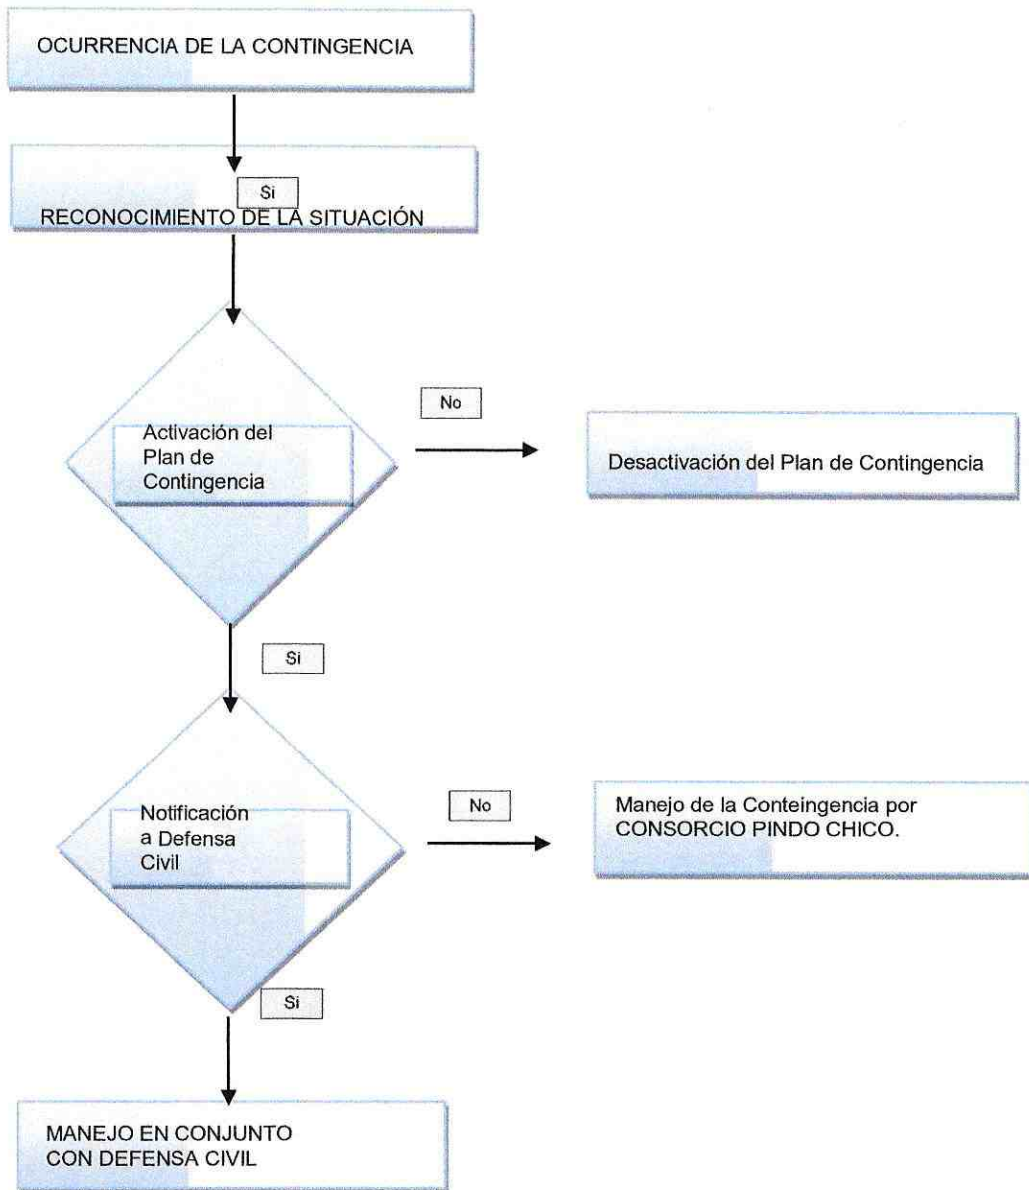 OCURRENCIA DE LA CONTINGENCIA
Si
RECONOCIMIENTO DE LA SITUACIÓN
No
Activación del
Plan de
Contingencia
Desactivación del Plan de Contingencia
Si
No
Notificación
a Defensa
Civil
Manejo de la Conteingencia por
CONSORCIO PINDO CHICO.
Si
MANEJO EN CONJUNTO
CON DEFENSA CIVIL